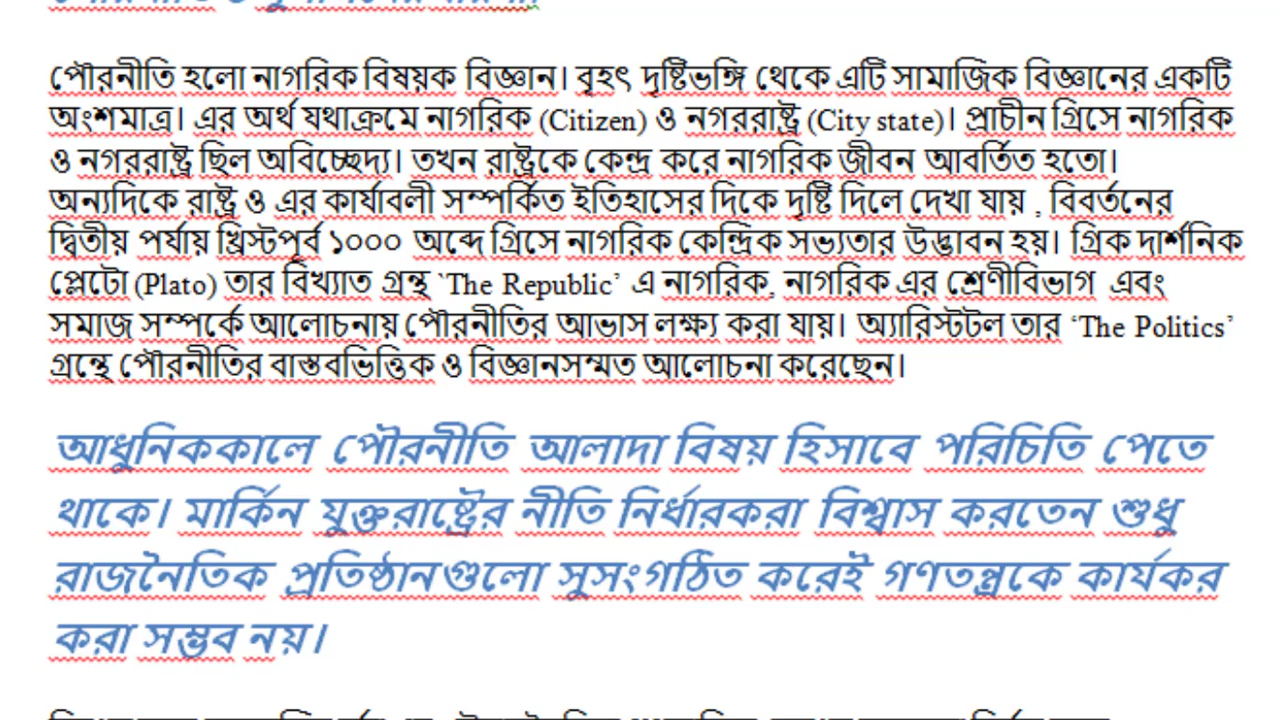 পৌরনীতি হলো নাগরিক বিষয়ক বিজ্ঞান। বৃহৎ দৃষ্টিভঙ্গি থেকে এটি সামাজিক বিজ্ঞানের একটি
অংশমাত্র। এর অর্থ যথাক্রমে নাগরিক (Citizen) ও নগররাষ্ট্র (City state)। প্রাচীন গ্রিসে নাগরিক
ও নগররাষ্ট্র ছিল অবিচ্ছেদ্য। তখন রাষ্ট্রকে কেন্দ্র করে নাগরিক জীবন আবর্তিত হতো।
অন্যদিকে রাষ্ট্র ও এর কার্যাবলী সম্পর্কিত ইতিহাসের দিকে দৃষ্টি দিলে দেখা যায় , বিবর্তনের
দ্বিতীয় পর্যায় খ্রিস্টপূর্ব ১০০০ অব্দে গ্রিসে নাগরিক কেন্দ্রিক সভ্যতার উদ্ভাবন হয়। গ্রিক দার্শনিক
প্লেটো (Plato) তার বিখ্যাত গ্রন্থ `The Republic’ এ নাগরিক, নাগরিক এর শ্রেণীবিভাগ এবং
সমাজ সম্পর্কে আলোচনায় পৌরনীতির আভাস লক্ষ্য করা যায়। অ্যারিস্টটল তার ‘The Politics’
গ্রন্থে পৌরনীতির বাস্তবভিত্তিক ও বিজ্ঞানসম্মত আলোচনা করেছেন।
আধুনিককালে পৌরনীতি আলাদা বিষয় হিসাবে পরিচিতি পেতে
থাকে। মার্কিন যুক্তরাষ্ট্রের নীতি নির্ধারকরা বিশ্বাস করতেন শুধু
রাজনৈতিক প্রতিষ্ঠানগুলো সুসংগঠিত করেই গণতন্ত্রকে কার্যকর
করা সম্ভব নয়।